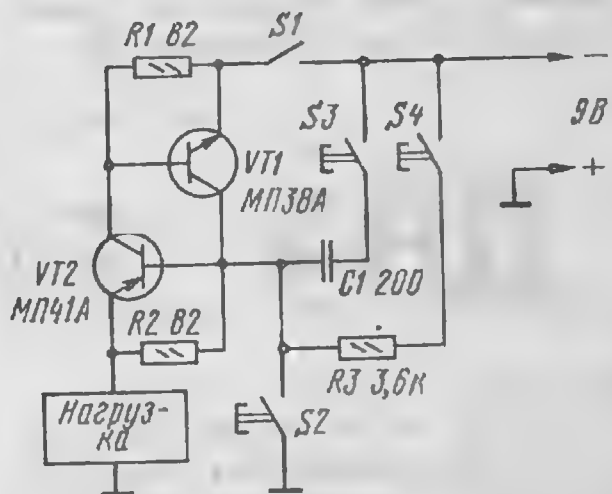 R1 82
S1
−
S3
S4
9В
VT1
МП38А
+
VT2
МП41А
C1 200
R2 82
R3 3,6к
Нагруз-
ка
S2